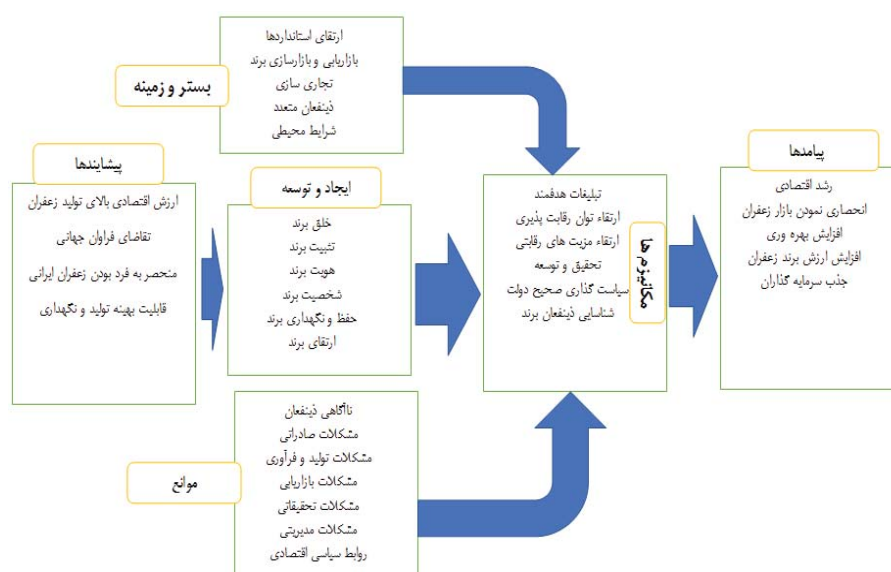 بستر و زمینه
ارتقای استانداردها
بازاریابی و بازارسازی برند
تجاری سازی
ذینفعان متعدد
شرایط محیطی
پیشایندها
ارزش اقتصادی بالای تولید زعفران
تقاضای فراوان جهانی
منحصر به فرد بودن زعفران ایرانی
قابلیت بهینه تولید و نگهداری
ایجاد و توسعه
خلق برند
تثبیت برند
هویت برند
شخصیت برند
حفظ و نگهداری برند
ارتقای برند
موانع
ناآگاهی ذینفعان
مشکلات صادراتی
مشکلات تولید و فرآوری
مشکلات بازاریابی
مشکلات تحقیقاتی
مشکلات مدیریتی
روابط سیاسی اقتصادی
مکانیزم ها
تبلیغات هدفمند
ارتقاء توان رقابت پذیری
ارتقاء مزیت های رقابتی
تحقیق و توسعه
سیاست گذاری صحیح دولت
شناسایی ذینفعان برند
پیامدها
رشد اقتصادی
انحصاری نمودن بازار زعفران
افزایش بهره وری
افزایش ارزش برند زعفران
جذب سرمایه گذاران